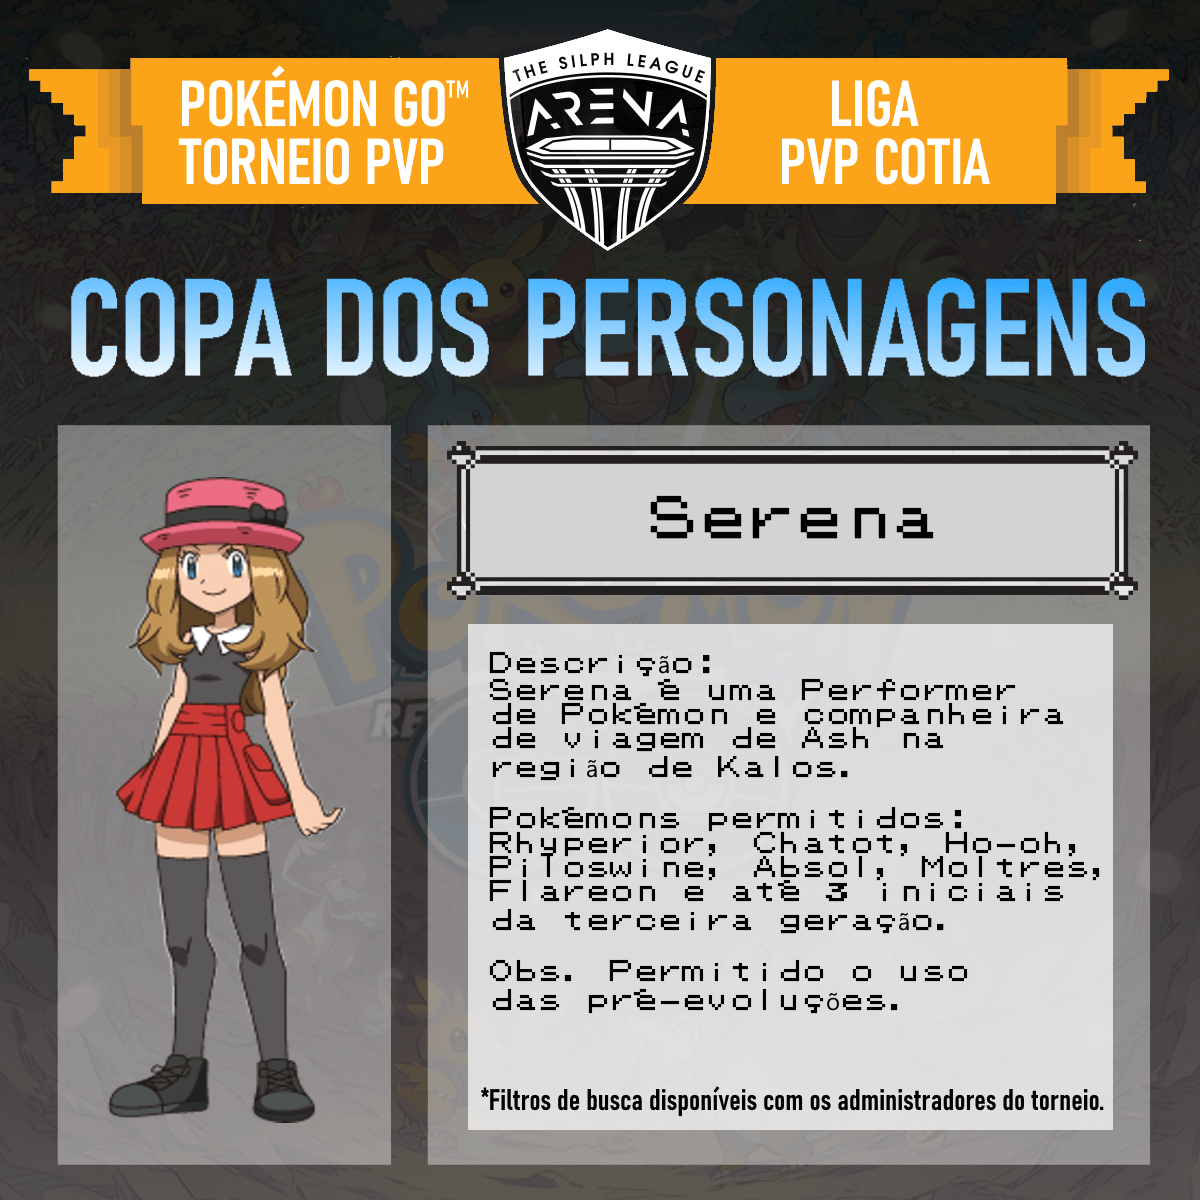 THE SILPH LEAGUE
ARENA
POKÉMON GO™
TORNEIO PVP
LIGA
PVP COTIA
COPA DOS PERSONAGENS
Serena
Descrição:
Serena é uma Performer
de Pokémon e companheira
de viagem de Ash na
região de Kalos.
Pokémons permitidos:
Rhyperior, Chatot, Ho-oh,
Piloswine, Absol, Moltres,
Flareon e até 3 iniciais
da terceira geração.
Obs. Permitido o uso
das pré-evoluções.
*Filtros de busca disponíveis com os administradores do torneio.
POKÉMON